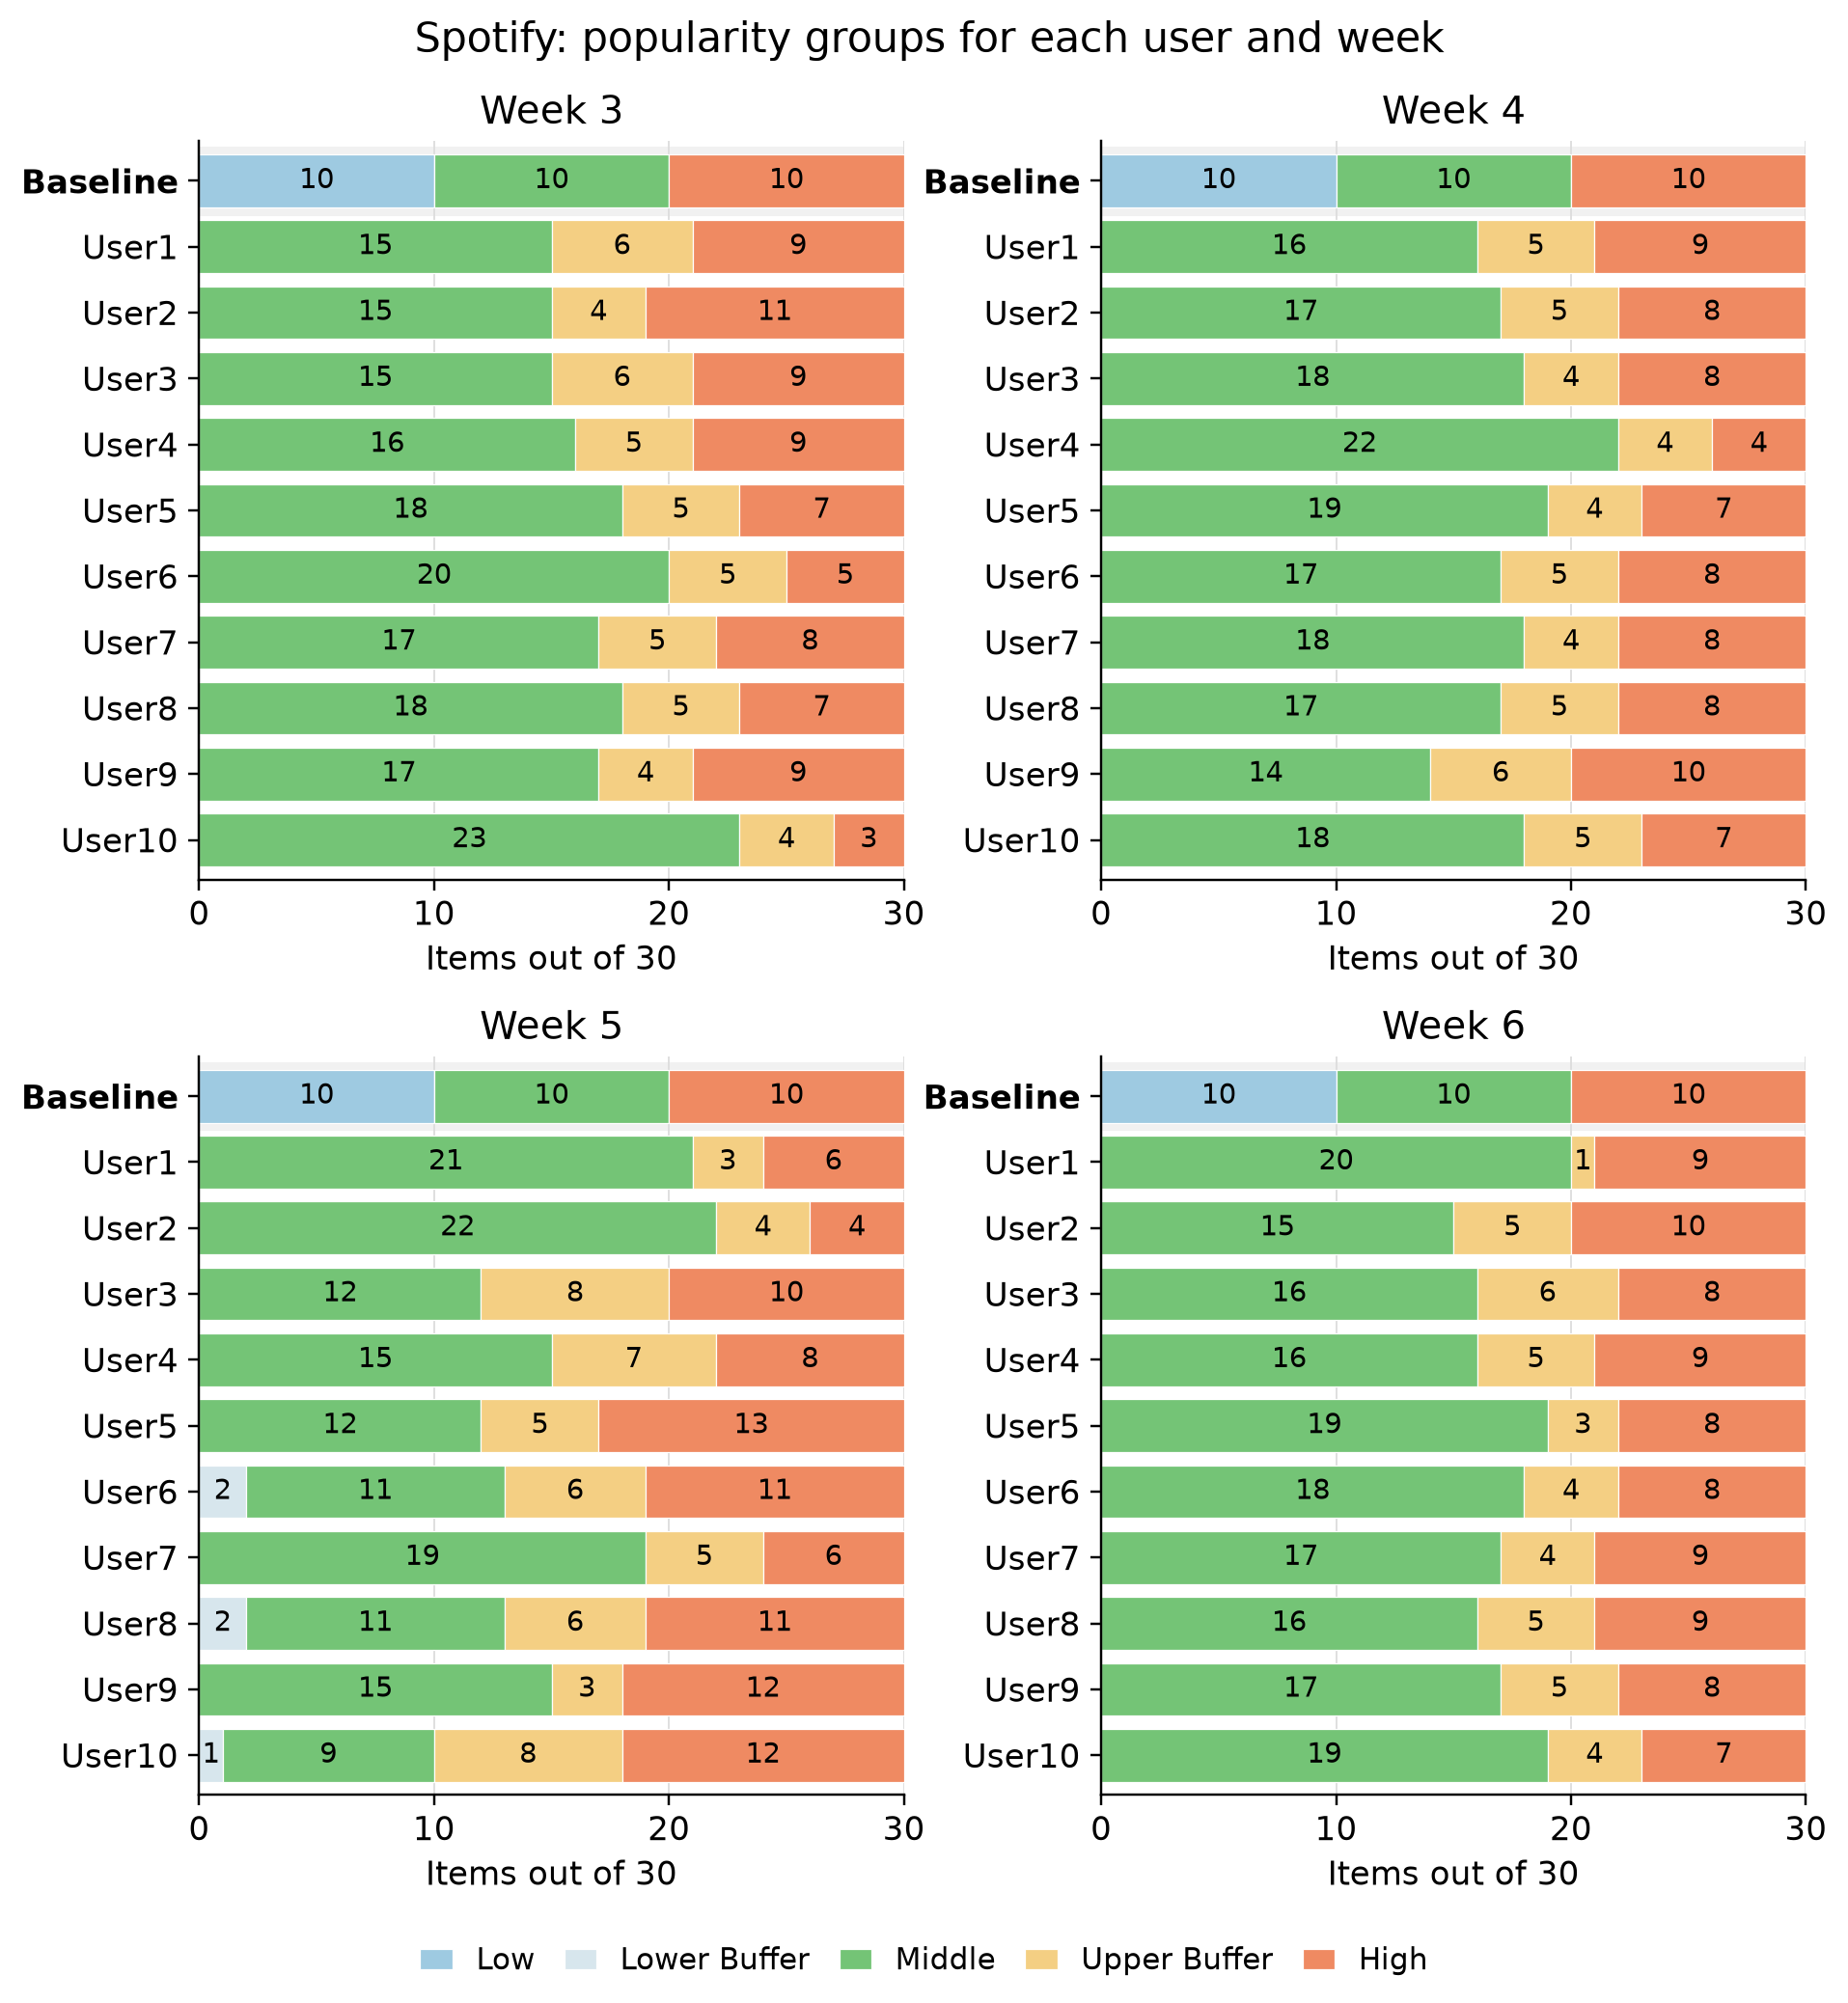 Spotify: popularity groups for each user and week
Week 3
Baseline 10 10 10
User1 15 6 9
User2 15 4 11
User3 15 6 9
User4 16 5 9
User5 18 5 7
User6 20 5 5
User7 17 5 8
User8 18 5 7
User9 17 4 9
User10 23 4 3
0 10 20 30
Items out of 30
Week 4
Baseline 10 10 10
User1 16 5 9
User2 17 5 8
User3 18 4 8
User4 22 4 4
User5 19 4 7
User6 17 5 8
User7 18 4 8
User8 17 5 8
User9 14 6 10
User10 18 5 7
0 10 20 30
Items out of 30
Week 5
Baseline 10 10 10
User1 21 3 6
User2 22 4 4
User3 12 8 10
User4 15 7 8
User5 12 5 13
User6 2 11 6 11
User7 19 5 6
User8 2 11 6 11
User9 15 3 12
User10 1 9 8 12
0 10 20 30
Items out of 30
Week 6
Baseline 10 10 10
User1 20 1 9
User2 15 5 10
User3 16 6 8
User4 16 5 9
User5 19 3 8
User6 18 4 8
User7 17 4 9
User8 16 5 9
User9 17 5 8
User10 19 4 7
0 10 20 30
Items out of 30
Low Lower Buffer Middle Upper Buffer High